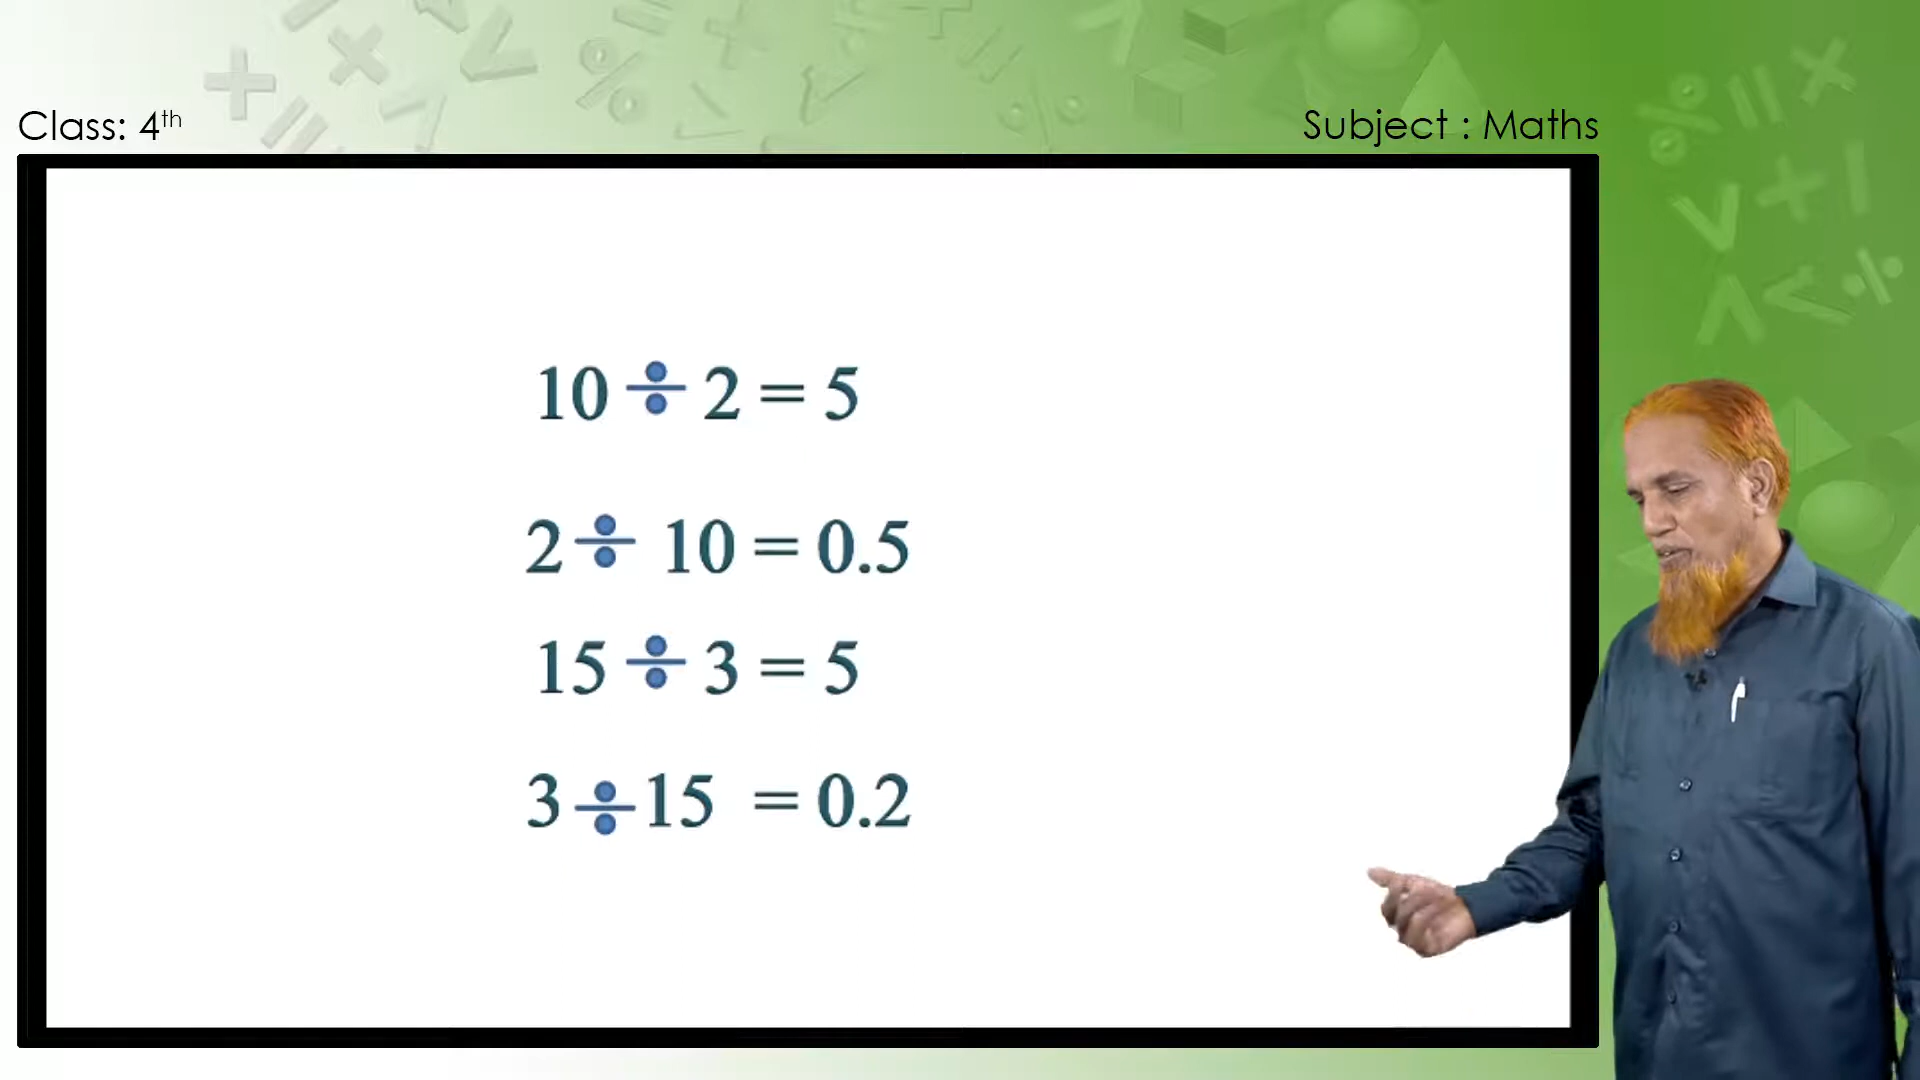 Class: 4th
Subject : Maths
10 ÷ 2 = 5
2 ÷ 10 = 0.5
15 ÷ 3 = 5
3 ÷ 15 = 0.2